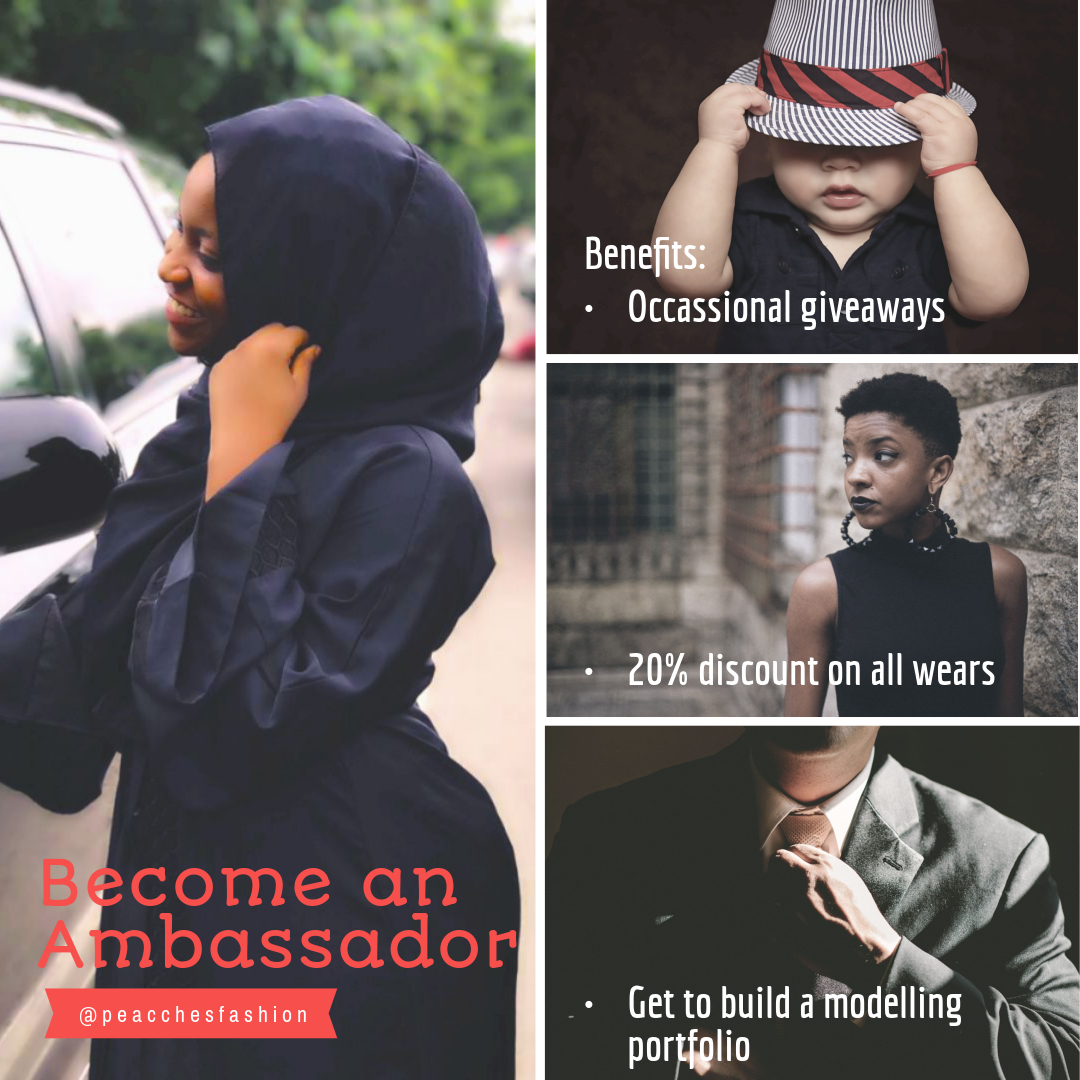 Become an
Ambassador
@peacchesfashion
Benefits:
• Occassional giveaways
• 20% discount on all wears
• Get to build a modelling
portfolio